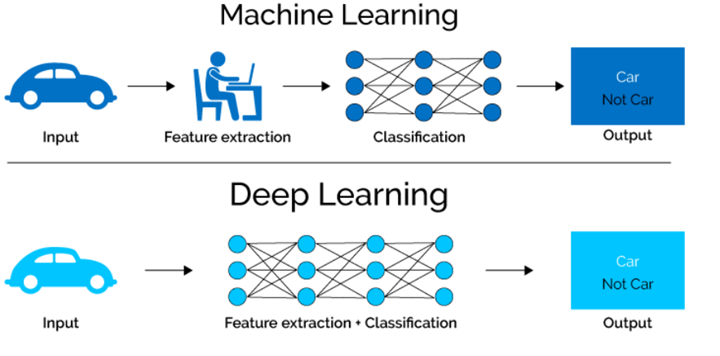 Machine Learning
Car
Not Car
Input
Feature extraction
Classification
Output
Deep Learning
Car
Not Car
Input
Feature extraction + Classification
Output